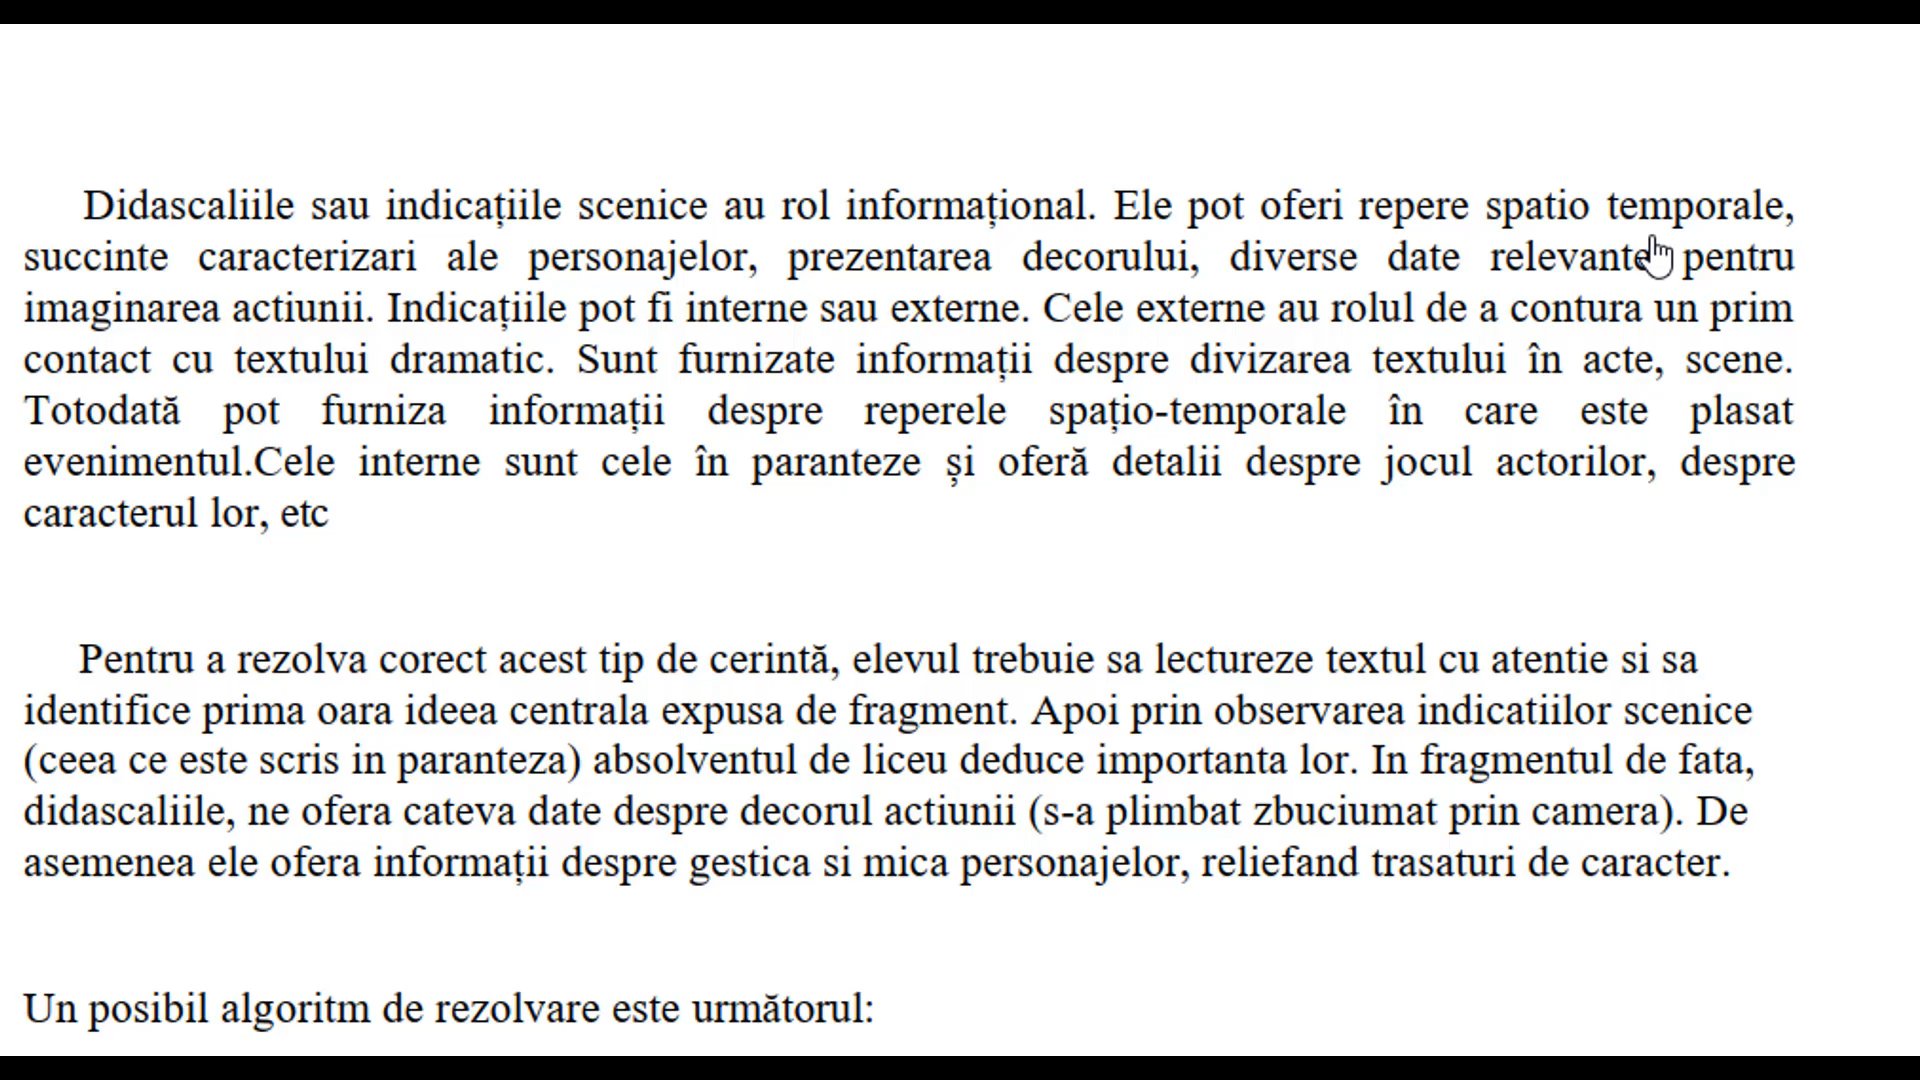 Didascaliile sau indicațiile scenice au rol informațional. Ele pot oferi repere spatio temporale,
succinte caracterizari ale personajelor, prezentarea decorului, diverse date relevante pentru
imaginarea actiunii. Indicațiile pot fi interne sau externe. Cele externe au rolul de a contura un prim
contact cu textului dramatic. Sunt furnizate informații despre divizarea textului în acte, scene.
Totodată pot furniza informații despre reperele spațio-temporale în care este plasat
evenimentul.Cele interne sunt cele în paranteze și oferă detalii despre jocul actorilor, despre
caracterul lor, etc
Pentru a rezolva corect acest tip de cerintă, elevul trebuie sa lectureze textul cu atentie si sa
identifice prima oara ideea centrala expusa de fragment. Apoi prin observarea indicatiilor scenice
(ceea ce este scris in paranteza) absolventul de liceu deduce importanta lor. In fragmentul de fata,
didascaliile, ne ofera cateva date despre decorul actiunii (s-a plimbat zbuciumat prin camera). De
asemenea ele ofera informații despre gestica si mica personajelor, reliefand trasaturi de caracter.
Un posibil algoritm de rezolvare este următorul: